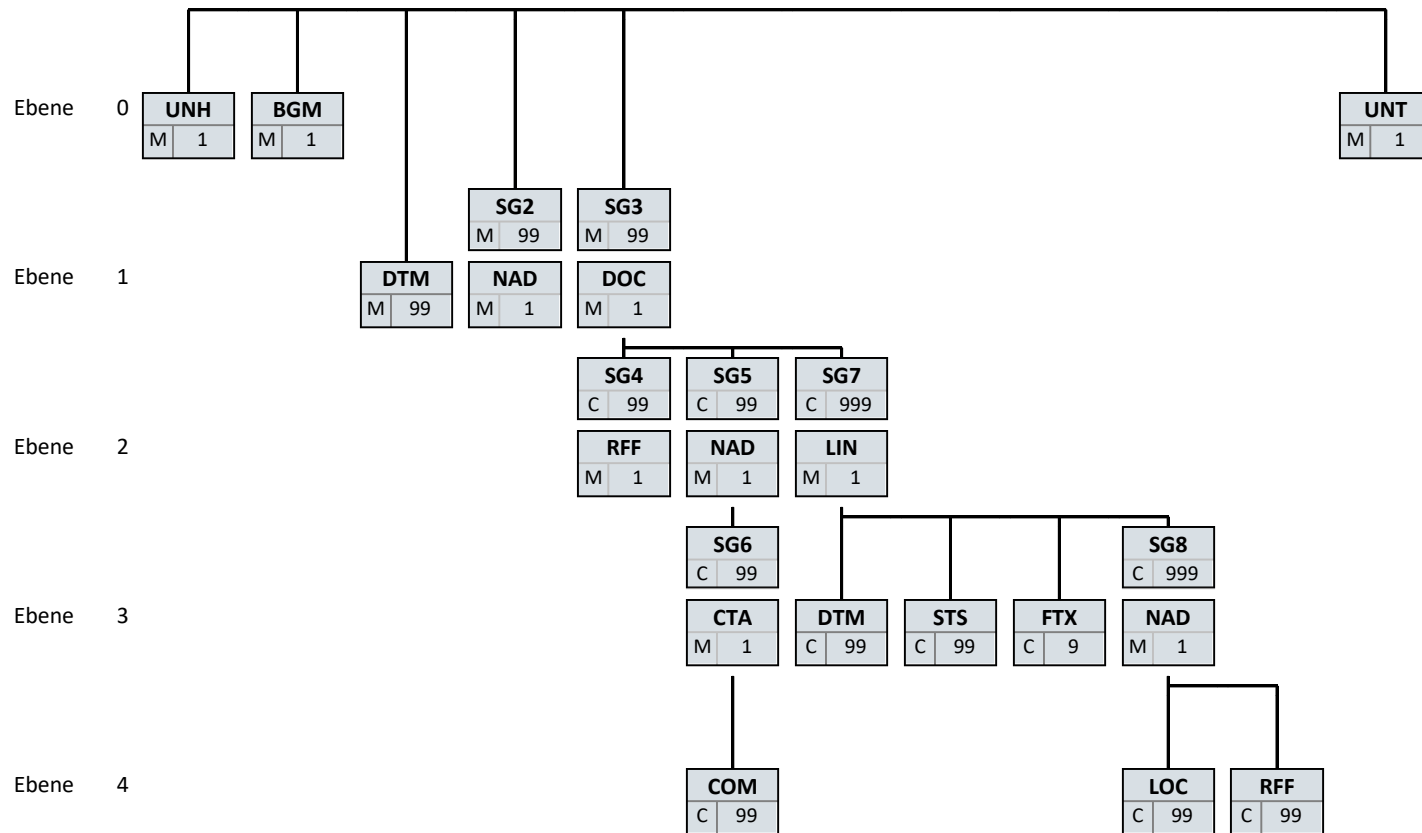 Ebene 0 UNH BGM UNT
M 1 M 1 M 1
SG2 SG3
M 99 M 99
Ebene 1 DTM NAD DOC
M 99 M 1 M 1
SG4 SG5 SG7
C 99 C 99 C 999
Ebene 2 RFF NAD LIN
M 1 M 1 M 1
SG6 SG8
C 99 C 999
Ebene 3 CTA DTM STS FTX NAD
M 1 C 99 C 99 C 9 M 1
Ebene 4 COM LOC RFF
C 99 C 99 C 99